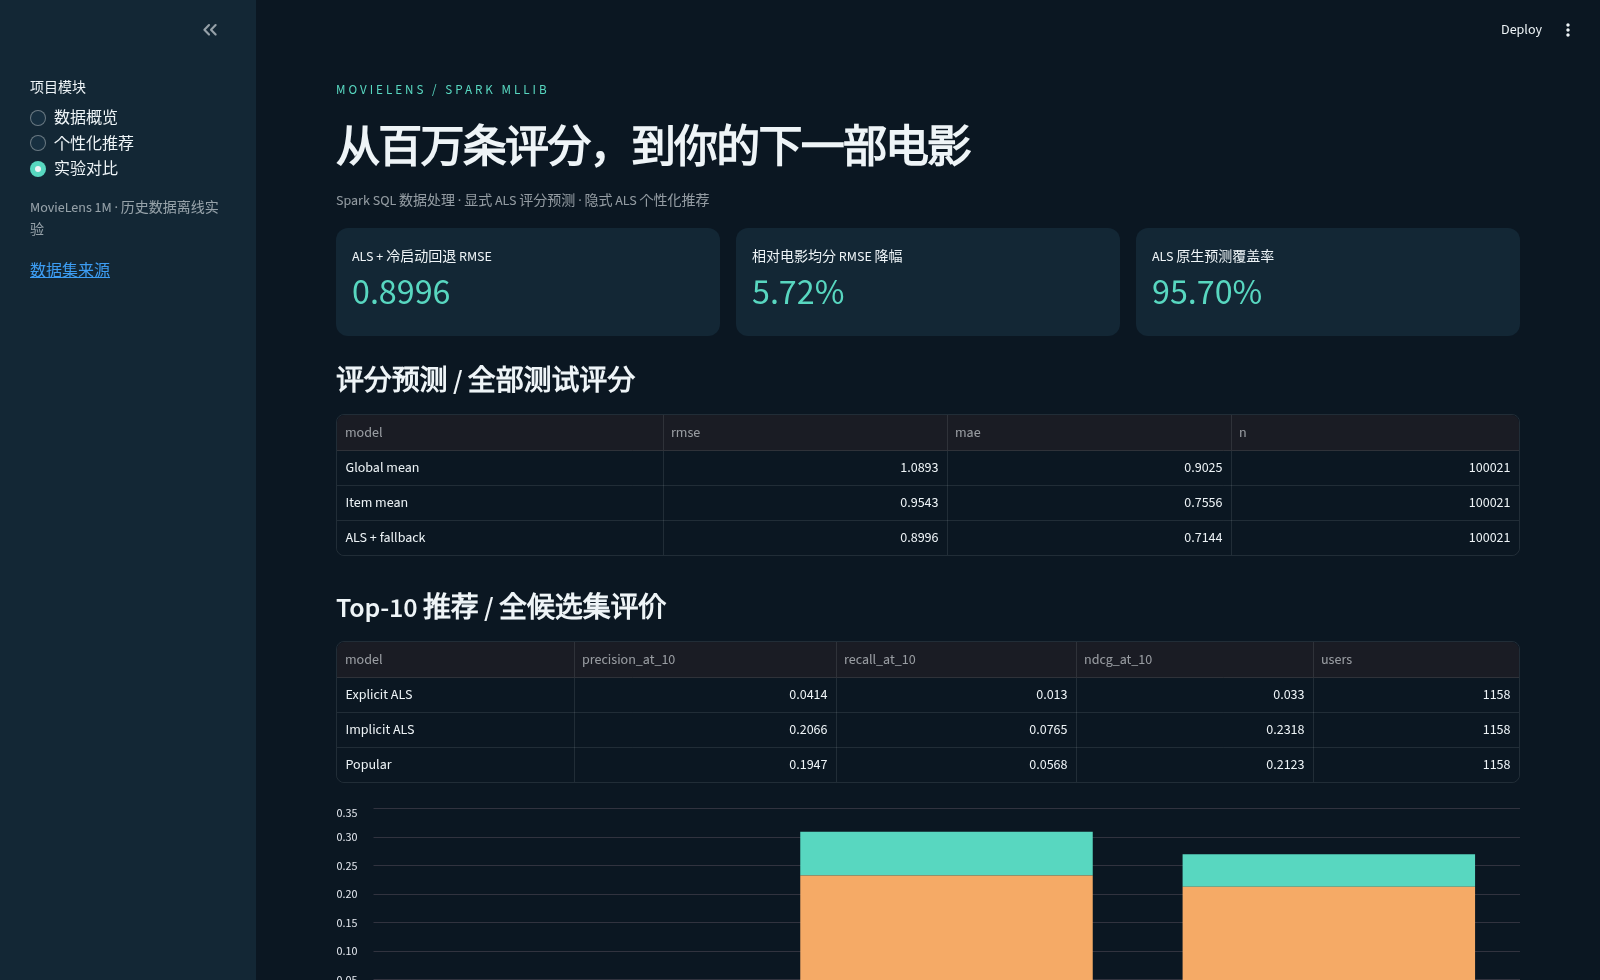 Deploy
项目模块
数据概览
个性化推荐
实验对比
MovieLens 1M · 历史数据离线实
验
数据集来源
MOVIELENS / SPARK MLLIB
从百万条评分，到你的下一部电影
Spark SQL 数据处理 · 显式 ALS 评分预测 · 隐式 ALS 个性化推荐
ALS + 冷启动回退 RMSE
0.8996
相对电影均分 RMSE 降幅
5.72%
ALS 原生预测覆盖率
95.70%
评分预测 / 全部测试评分
model rmse mae n
Global mean 1.0893 0.9025 100021
Item mean 0.9543 0.7556 100021
ALS + fallback 0.8996 0.7144 100021
Top-10 推荐 / 全候选集评价
model precision_at_10 recall_at_10 ndcg_at_10 users
Explicit ALS 0.0414 0.013 0.033 1158
Implicit ALS 0.2066 0.0765 0.2318 1158
Popular 0.1947 0.0568 0.2123 1158
0.35
0.30
0.25
0.20
0.15
0.10
0.05